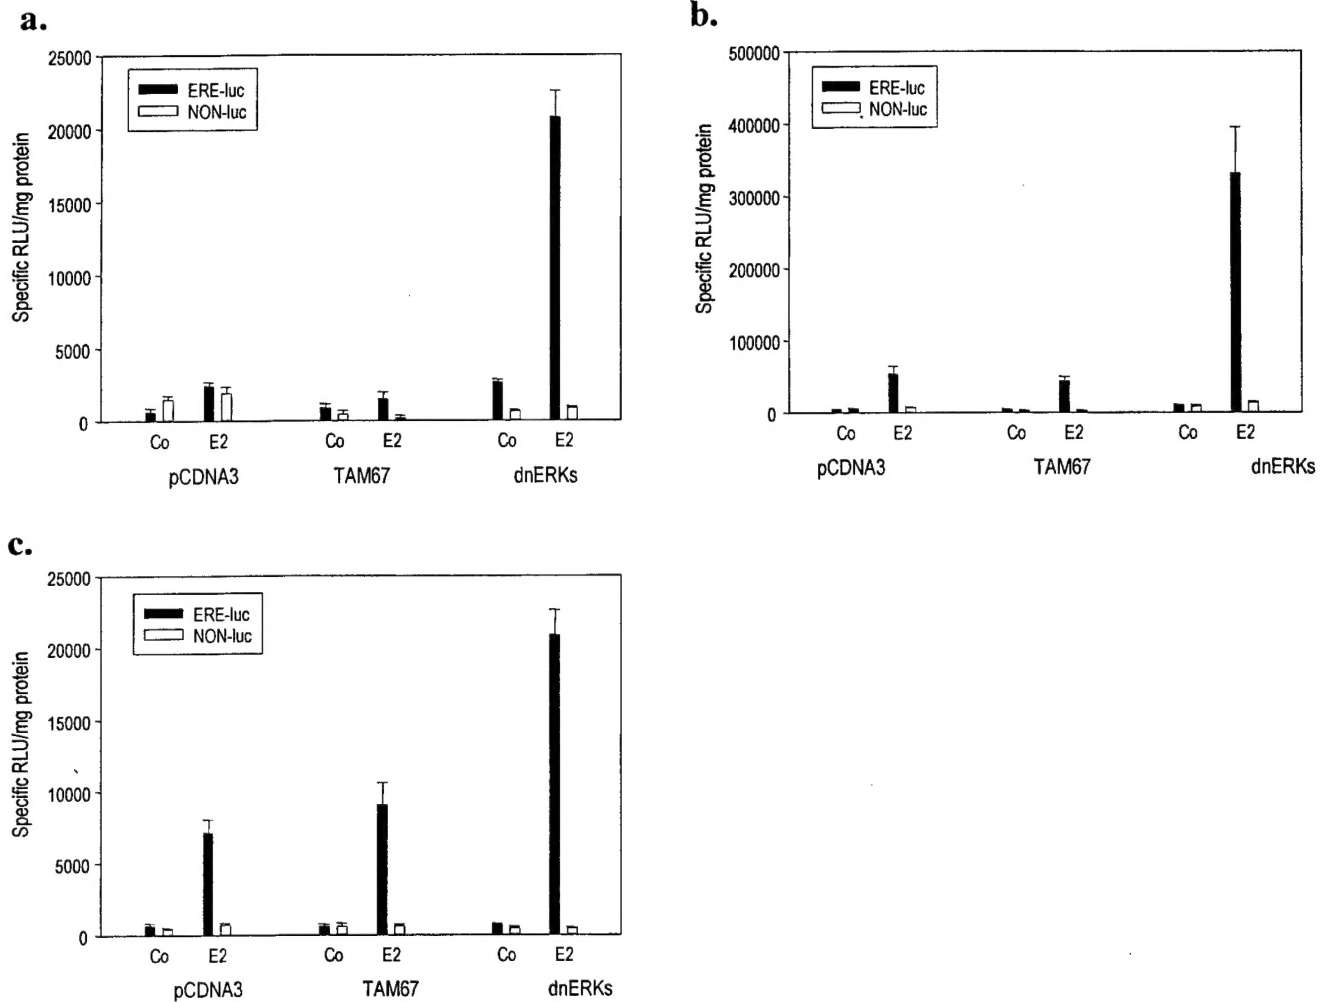 a.
Specific RLU/mg protein
25000
20000
15000
10000
5000
0
ERE-luc
NON-luc
Co E2 Co E2 Co E2
pCDNA3 TAM67 dnERKs
b.
Specific RLU/mg protein
500000
400000
300000
200000
100000
0
ERE-luc
NON-luc
Co E2 Co E2 Co E2
pCDNA3 TAM67 dnERKs
c.
Specific RLU/mg protein
25000
20000
15000
10000
5000
0
ERE-luc
NON-luc
Co E2 Co E2 Co E2
pCDNA3 TAM67 dnERKs